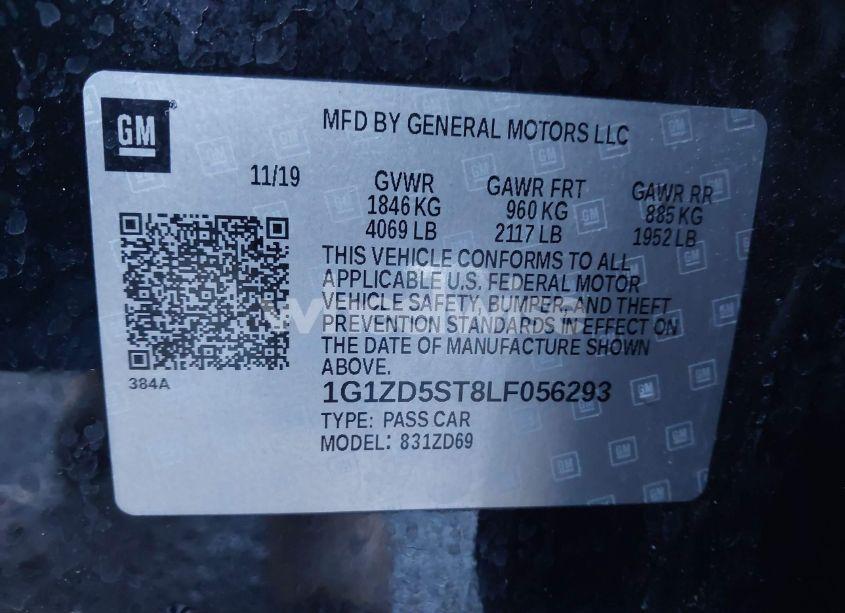 GM
MFD BY GENERAL MOTORS LLC
11/19 GVWR GAWR FRT GAWR RR
1846 KG 960 KG 885 KG
4069 LB 2117 LB 1952 LB
THIS VEHICLE CONFORMS TO ALL
APPLICABLE U.S. FEDERAL MOTOR
VEHICLE SAFETY, BUMPER, AND THEFT
PREVENTION STANDARDS IN EFFECT ON
THE DATE OF MANUFACTURE SHOWN
ABOVE.
384A
1G1ZD5ST8LF056293
TYPE: PASS CAR
MODEL: 831ZD69